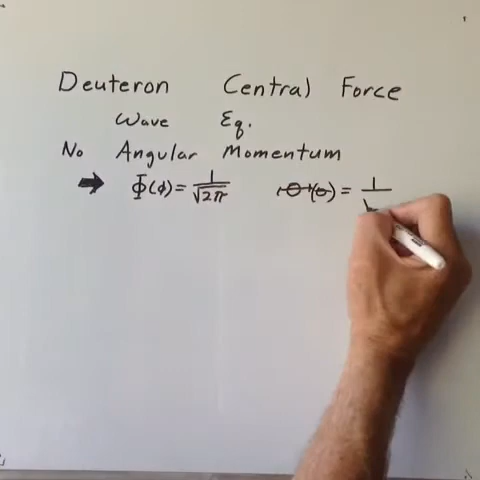 Deuteron Central Force
Wave Eq.
No Angular Momentum
➡ Φ(ϕ) = 1/√2π Θ(θ) = 1/√